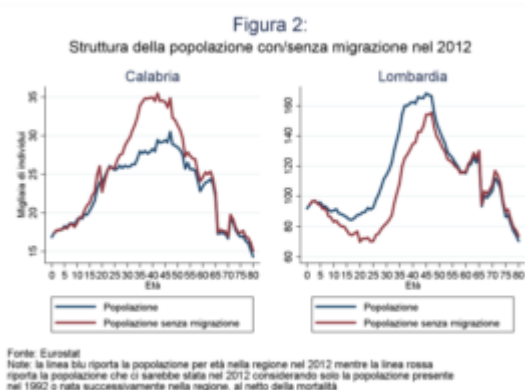 Figura 2:
Struttura della popolazione con/senza migrazione nel 2012
Calabria
Lombardia
Migliaia di individui
35
30
25
20
15
0 5 10 15 20 25 30 35 40 45 50 55 60 65 70 75 80
Età
160
140
120
100
80
60
0 5 10 15 20 25 30 35 40 45 50 55 60 65 70 75 80
Età
Popolazione
Popolazione senza migrazione
Popolazione
Popolazione senza migrazione
Fonte: Eurostat
Note: la linea blu riporta la popolazione per età nella regione nel 2012 mentre la linea rossa
riporta la popolazione che ci sarebbe stata nel 2012 considerando solo la popolazione presente
nel 1992 o nata successivamente nella regione, al netto della mortalità